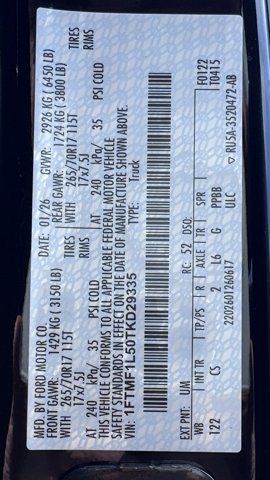 MFD. BY FORD MOTOR CO.
DATE: 01/26 GVWR: 2926 KG ( 6450 LB)
FRONT GAWR: 1429 KG ( 3150 LB) REAR GAWR: 1724 KG ( 3800 LB)
WITH 265/70R17 115T TIRES WITH 265/70R17 115T TIRES
17x7.5J RIMS 17x7.5J RIMS
AT 240 kPa/ 35 PSI COLD AT 240 kPa/ 35 PSI COLD
THIS VEHICLE CONFORMS TO ALL APPLICABLE FEDERAL MOTOR VEHICLE
SAFETY STANDARDS IN EFFECT ON THE DATE OF MANUFACTURE SHOWN ABOVE.
1FTMF1L50TKD29335 Truck
F0122
T0415
EXT PNT: UM RC: 52 DSO:
WB INT TR TP/PS R AXLE TR SPR
122 CS 2 L6 G PPBB
2202601260617 ULC
▽ RU5A-3520472-AB